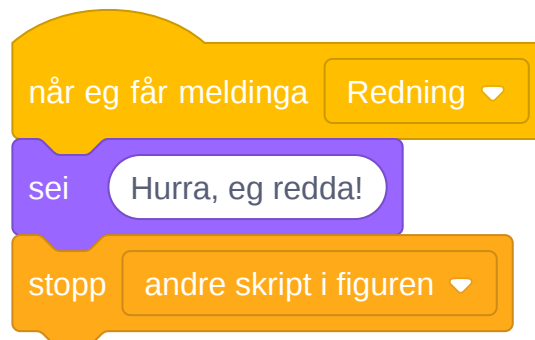 når eg får meldinga Redning
sei Hurra, eg redda!
stopp andre skript i figuren